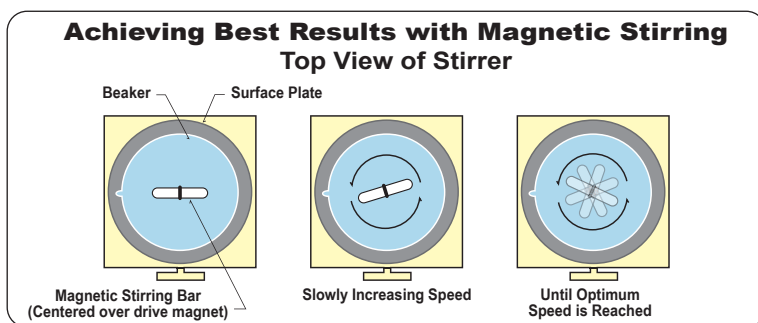 Achieving Best Results with Magnetic Stirring
Top View of Stirrer
Beaker
Surface Plate
Magnetic Stirring Bar
(Centered over drive magnet)
Slowly Increasing Speed
Until Optimum
Speed is Reached